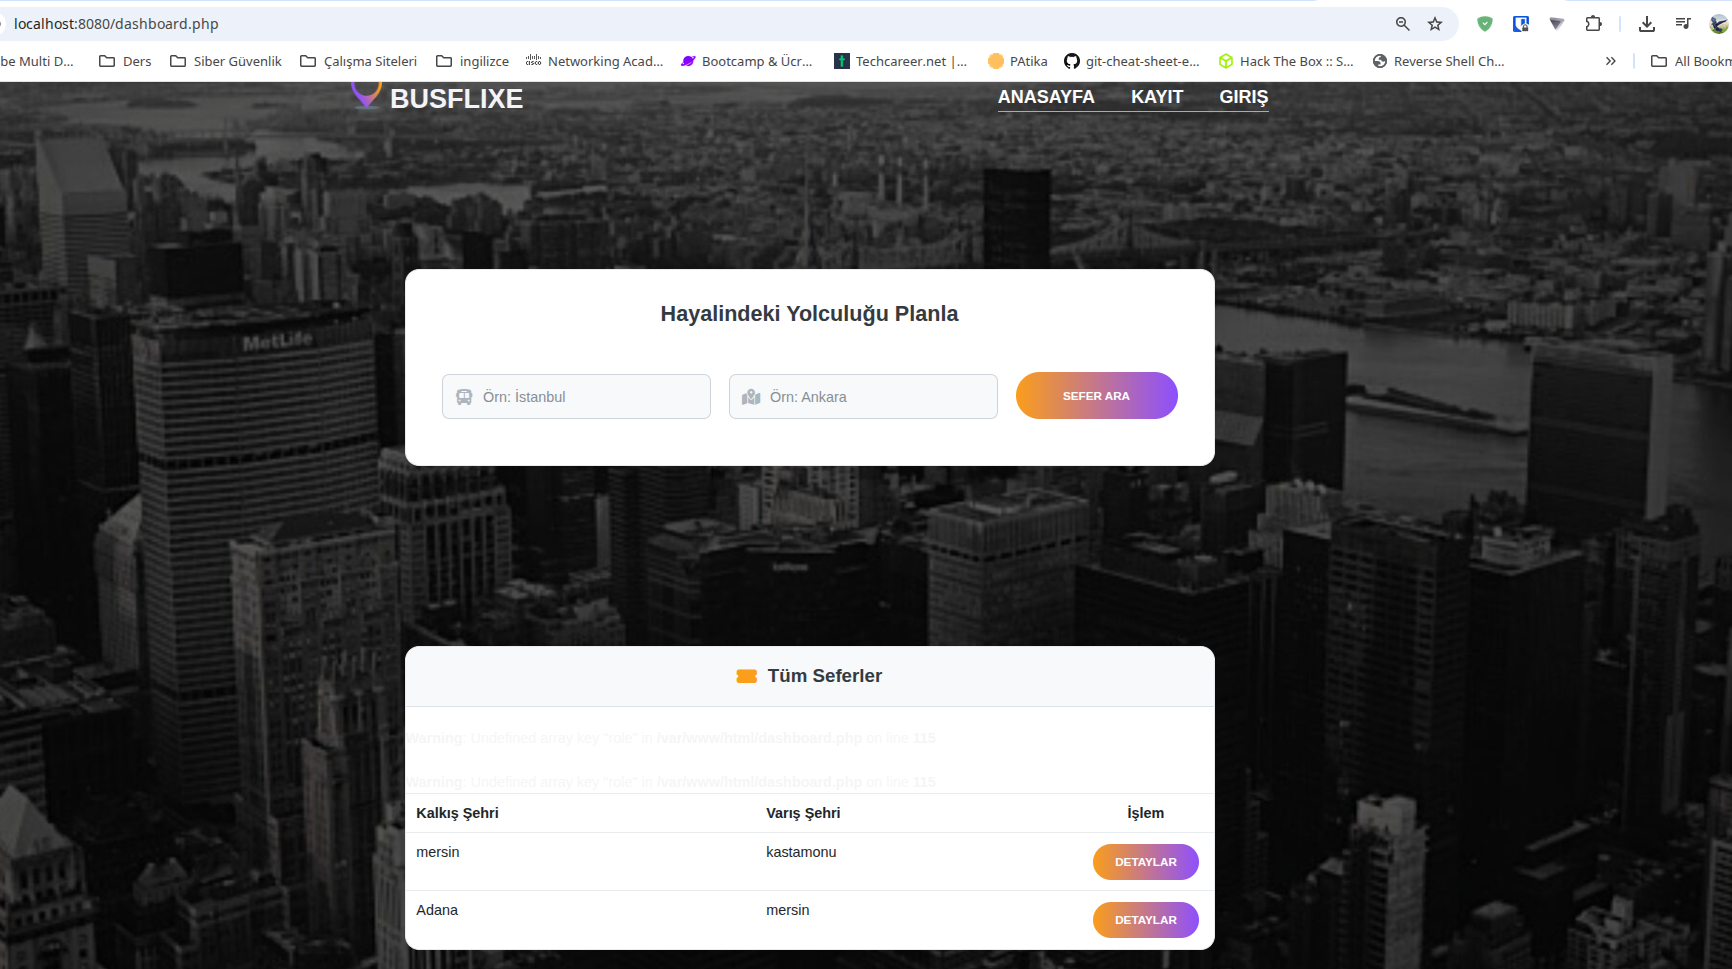 localhost:8080/dashboard.php
be Multi D...
Ders
Siber Güvenlik
Çalışma Siteleri
ingilizce
Networking Acad...
Bootcamp & Ücr...
Techcareer.net |...
PAtika
git-cheat-sheet-e...
Hack The Box :: S...
Reverse Shell Ch...
»
All Bookm
BUSFLIXE
ANASAYFA KAYIT GIRIŞ
MetLife
Hayalindeki Yolculuğu Planla
Örn: İstanbul
Örn: Ankara
SEFER ARA
Tüm Seferler
Warning: Undefined array key "role" in /var/www/html/dashboard.php on line 115
Warning: Undefined array key "role" in /var/www/html/dashboard.php on line 115
Kalkış Şehri Varış Şehri İşlem
mersin kastamonu DETAYLAR
Adana mersin DETAYLAR